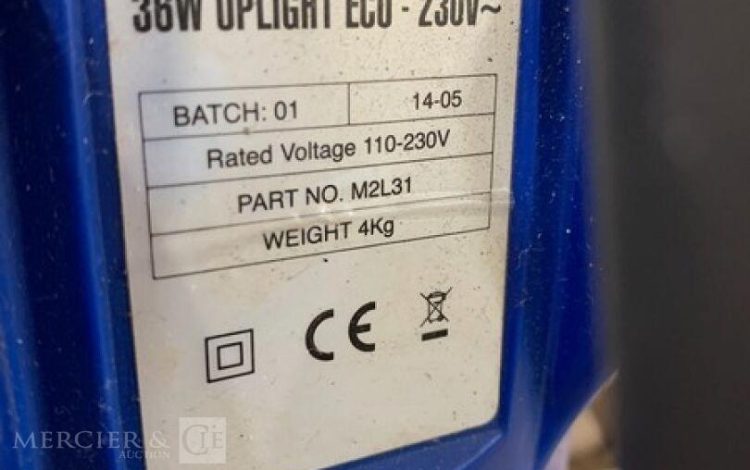 36W UPLIGHT ECO - 230V~
BATCH: 01 14-05
Rated Voltage 110-230V
PART NO. M2L31
WEIGHT 4Kg
CE
MERCIER & CIE
AUCTION